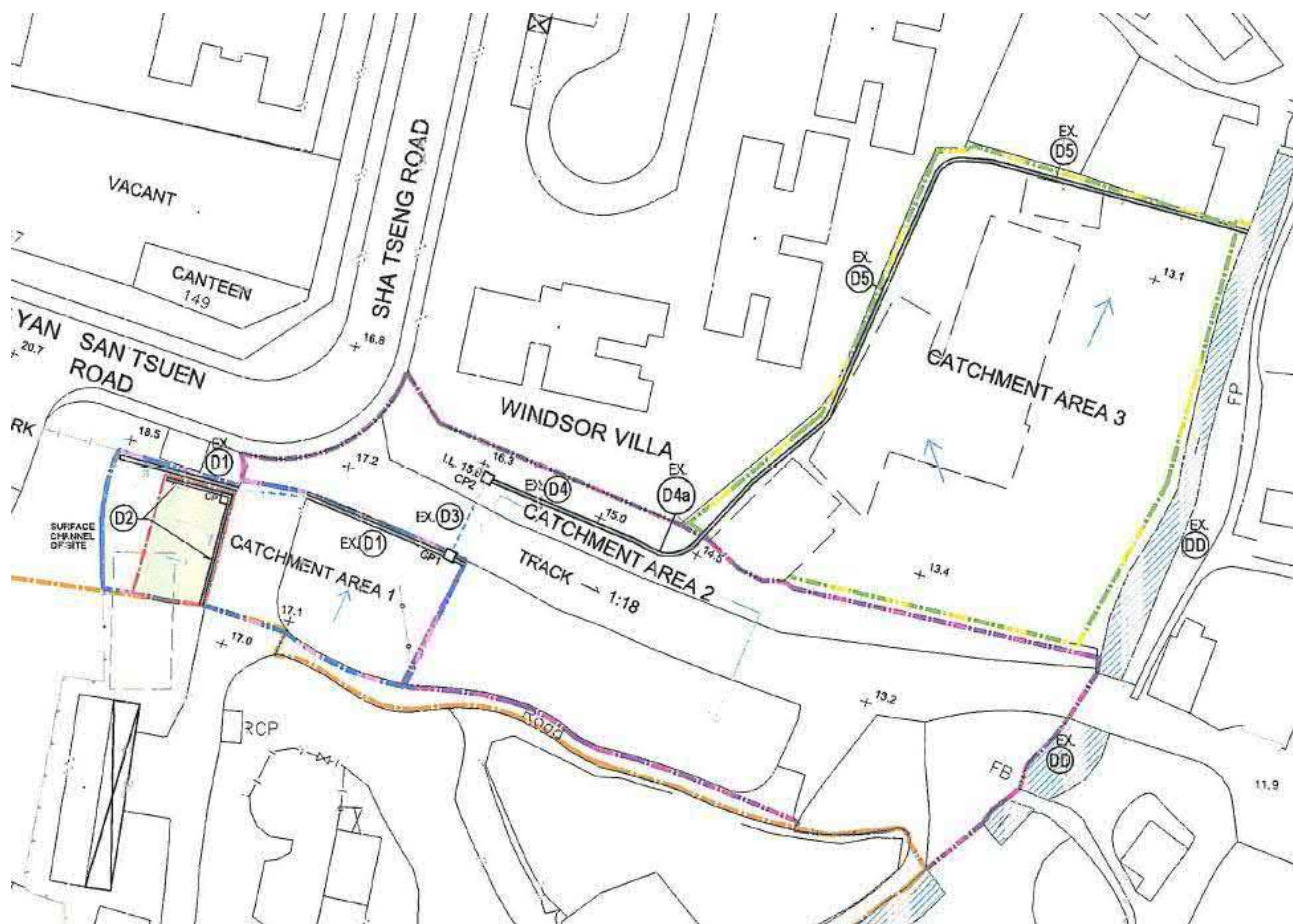 VACANT
CANTEEN
149
SHA TSENG ROAD
YAN SAN TSUEN
ROAD
20.7
16.8
RK
18.5
EX.
D1
17.2
I.L. 15.8
CP2
16.3
WINDSOR VILLA
EX.
D4
15.0
EX.
D4a
14.5
CATCHMENT AREA 2
TRACK 1:18
EX.
D5
EX.
D5
13.1
CATCHMENT AREA 3
13.4
FP
EX.
DD
SURFACE
CHANNEL
OF SITE
D2
CP
CATCHMENT AREA 1
EX.
D1
EX.
D3
CP1
17.1
17.0
RCP
Road
13.2
FB
EX.
DD
11.9